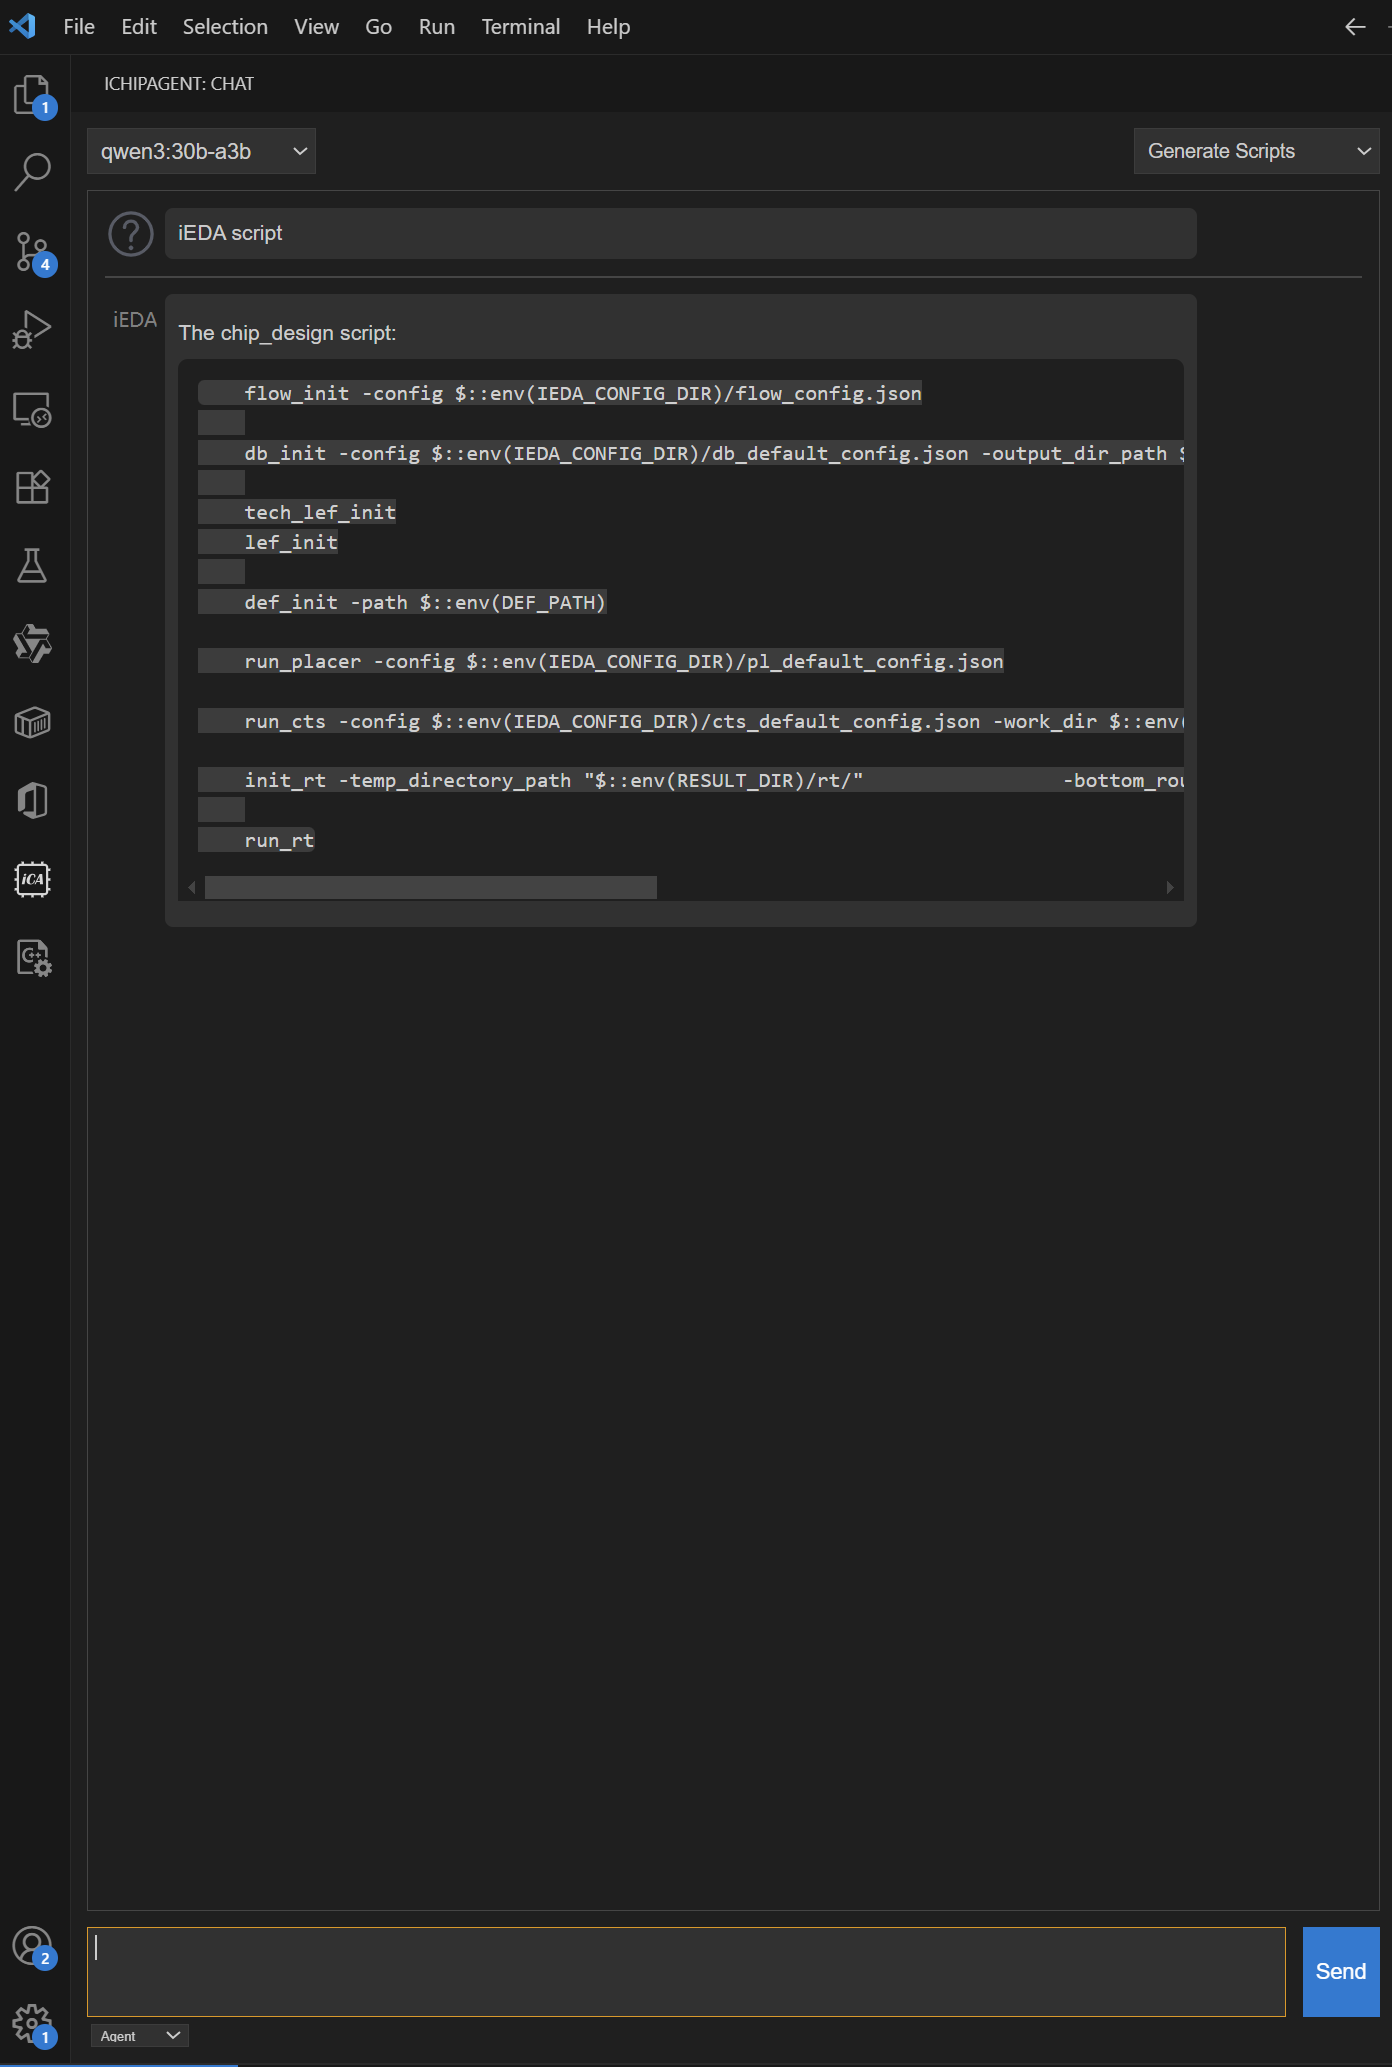 File Edit Selection View Go Run Terminal Help
ICHIPAGENT: CHAT
1
qwen3:30b-a3b
Generate Scripts
iEDA script
4
iEDA
The chip_design script:
flow_init -config $::env(IEDA_CONFIG_DIR)/flow_config.json
db_init -config $::env(IEDA_CONFIG_DIR)/db_default_config.json -output_dir_path $
tech_lef_init
lef_init
def_init -path $::env(DEF_PATH)
run_placer -config $::env(IEDA_CONFIG_DIR)/pl_default_config.json
run_cts -config $::env(IEDA_CONFIG_DIR)/cts_default_config.json -work_dir $::env(
init_rt -temp_directory_path "$::env(RESULT_DIR)/rt/" -bottom_rou
run_rt
iCA
C++
2
Send
1
Agent